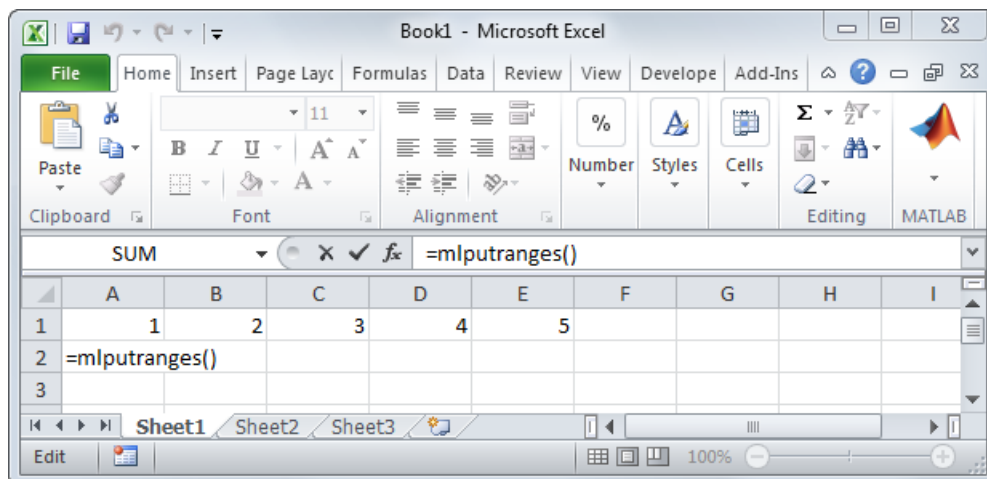 Book1 - Microsoft Excel
File Home Insert Page Layc Formulas Data Review View Develope Add-Ins
11
Paste
B I U A A
% Number Styles Cells
Σ
Clipboard Font Alignment Editing MATLAB
SUM fx =mlputranges()
A B C D E F G H I
1 1 2 3 4 5
2 =mlputranges()
3
Sheet1 Sheet2 Sheet3
Edit 100%